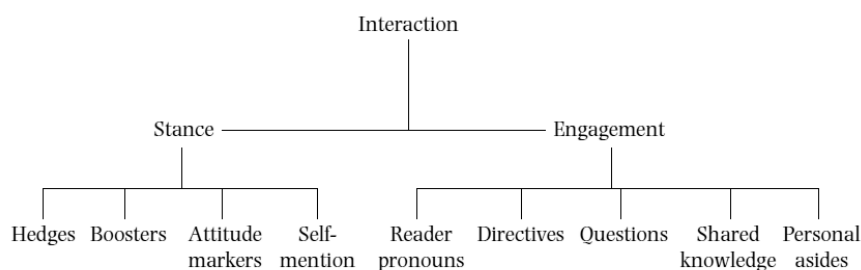 Interaction
Stance
Engagement
Hedges Boosters Attitude Self- Reader Directives Questions Shared Personal
markers mention pronouns knowledge asides